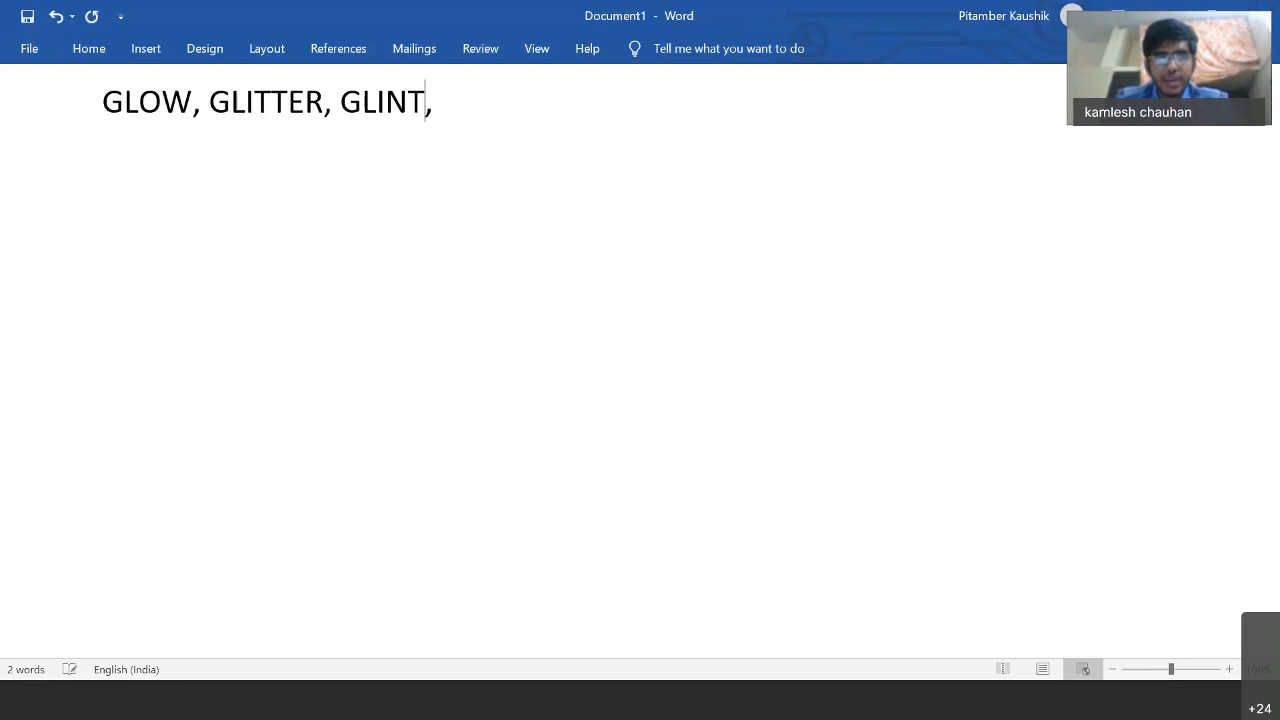 Document1 - Word
Pitamber Kaushik
File Home Insert Design Layout References Mailings Review View Help Tell me what you want to do
kamlesh chauhan
GLOW, GLITTER, GLINT,
2 words English (India)
100%
+24